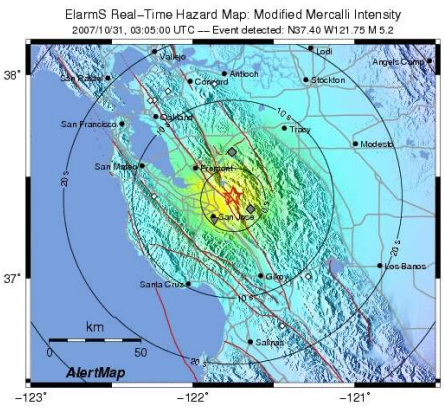 ElarmS Real-Time Hazard Map: Modified Mercalli Intensity
2007/10/31, 03:05:00 UTC -- Event detected: N37.40 W121.75 M 5.2
Lodi
Vallejo
Angels Camp
38°
San Rafael
Concord
Antioch
Stockton
10 s
San Francisco
Oakland
Tracy
Modesto
10 s
San Mateo
Fremont
20 s
20 s
San Jose
37°
Gilroy
Los Banos
Santa Cruz
10 s
km
0
50
Salinas
20 s
AlertMap
-123°
-122°
-121°